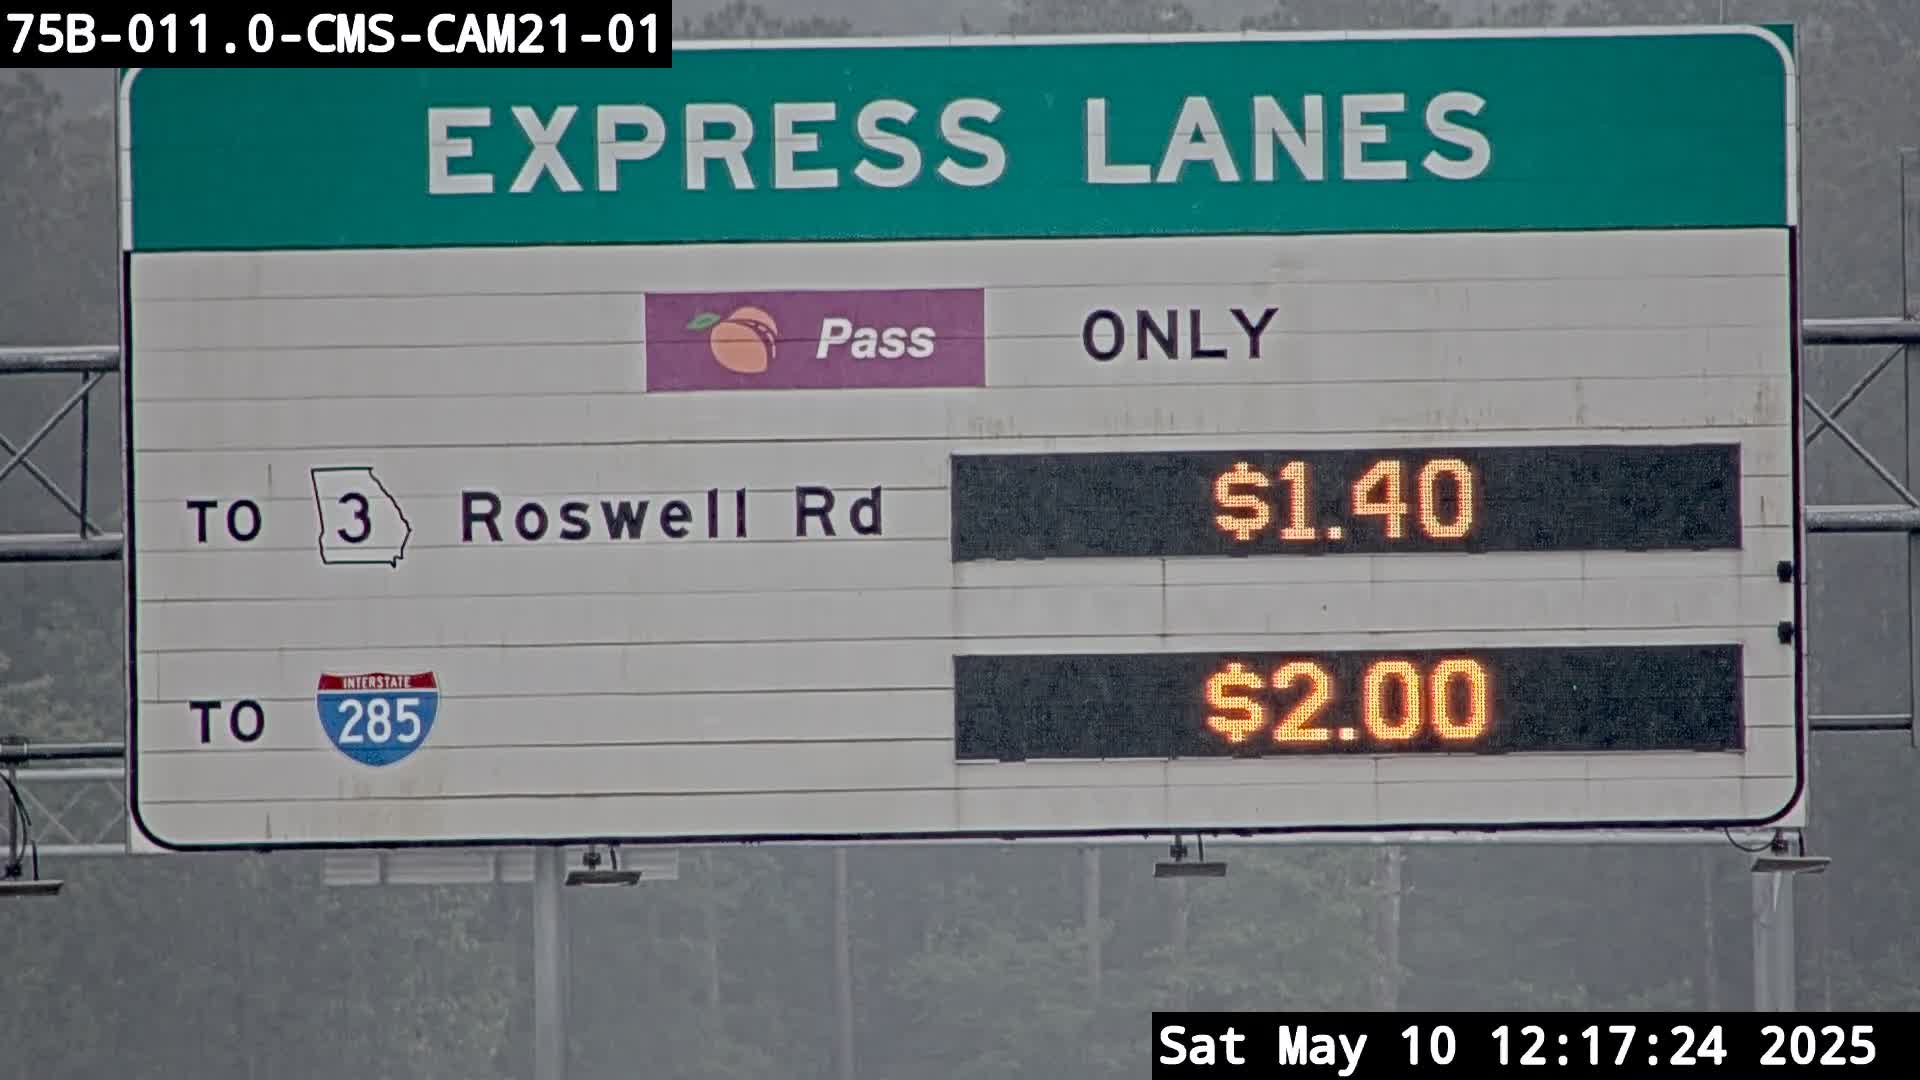 75B-011.0-CMS-CAM21-01
EXPRESS LANES
Pass ONLY
TO 3 Roswell Rd $1.40
INTERSTATE
TO 285 $2.00
Sat May 10 12:17:24 2025